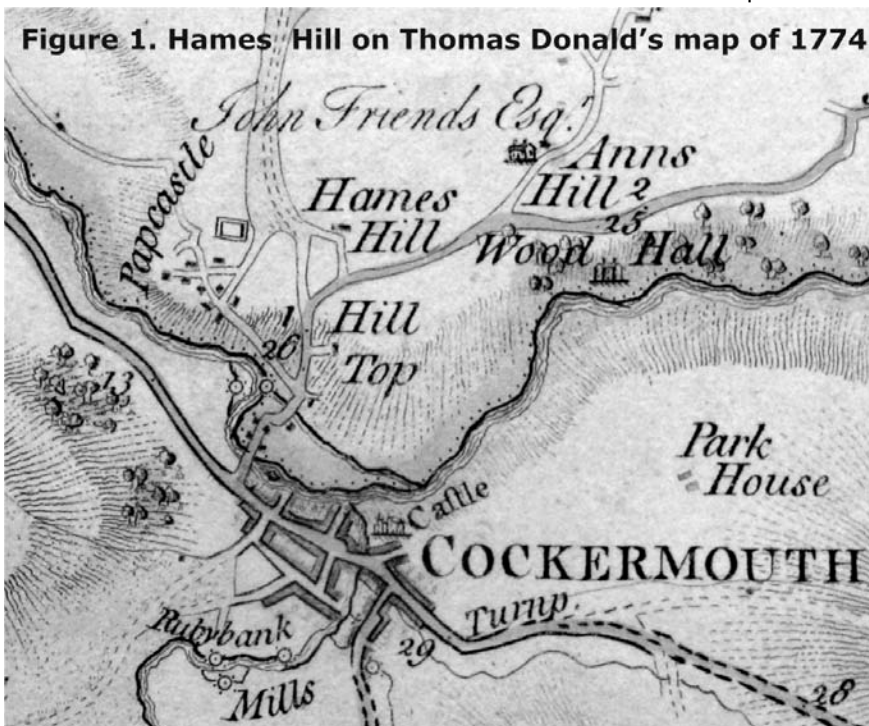 Figure 1. Hames Hill on Thomas Donald's map of 1774
John Friends Esqr.
Papcastle
Anns
Hill 2
25
Hames
Hill
Wood Hall
1
26
Hill
Top
13
Park
House
Castle
COCKERMOUTH
Turnp.
Rubybank
Mills
29
28